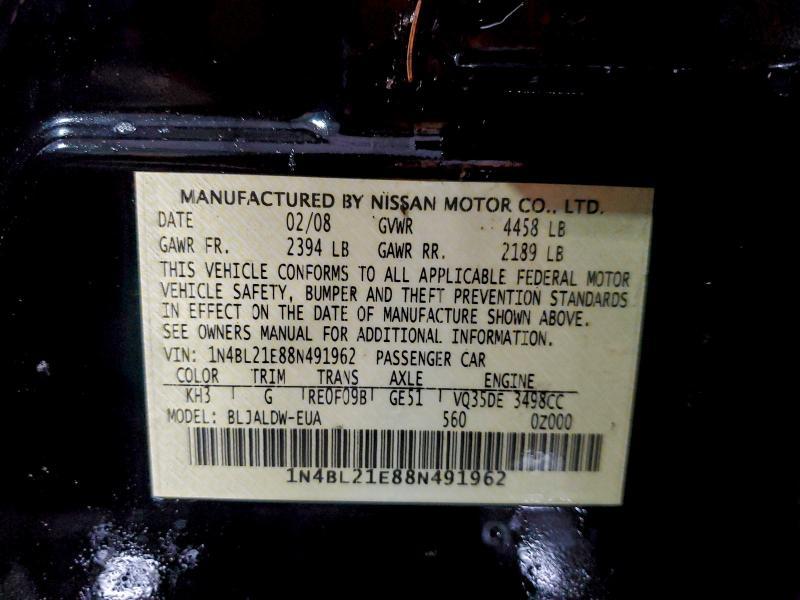 MANUFACTURED BY NISSAN MOTOR CO., LTD.
DATE 02/08 GVWR 4458 LB
GAWR FR. 2394 LB GAWR RR. 2189 LB
THIS VEHICLE CONFORMS TO ALL APPLICABLE FEDERAL MOTOR
VEHICLE SAFETY, BUMPER AND THEFT PREVENTION STANDARDS
IN EFFECT ON THE DATE OF MANUFACTURE SHOWN ABOVE.
SEE OWNERS MANUAL FOR ADDITIONAL INFORMATION.
VIN: 1N4BL21E88N491962 PASSENGER CAR
COLOR TRIM TRANS AXLE ENGINE
KH3 G RE0F09B GE51 VQ35DE 3498CC
MODEL: BLJALDW-EUA 560 0Z000
1N4BL21E88N491962